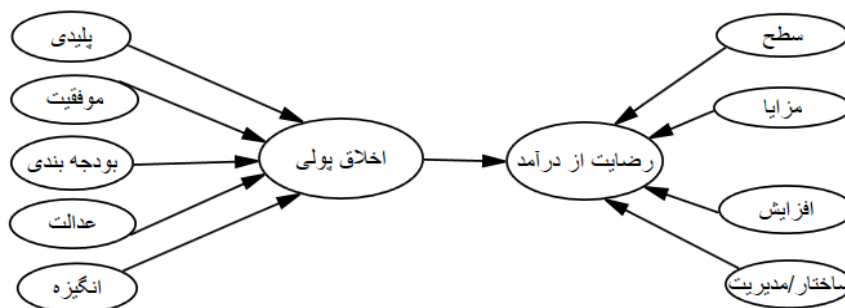 پلیدی
موفقیت
بودجه بندی
عدالت
انگیزه
اخلاق پولی
رضایت از درآمد
سطح
مزایا
افزایش
ساختار/مدیریت